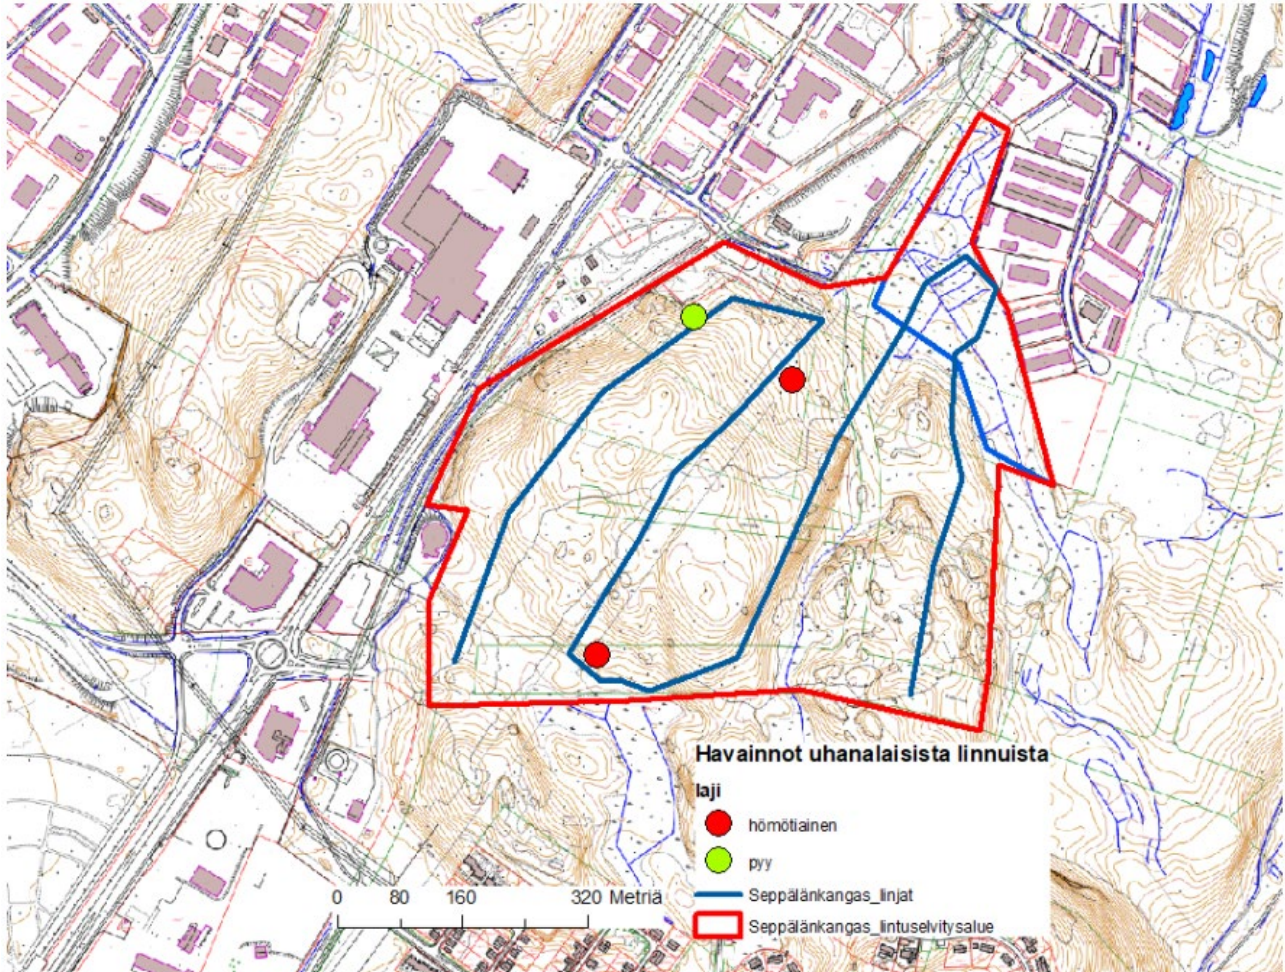 Havainnot uhanalaisista linnuista
laji
hömötiainen
pyy
Seppälänkangas_linjat
Seppälänkangas_lintuselvitysalue
0 80 160 320 Metriä